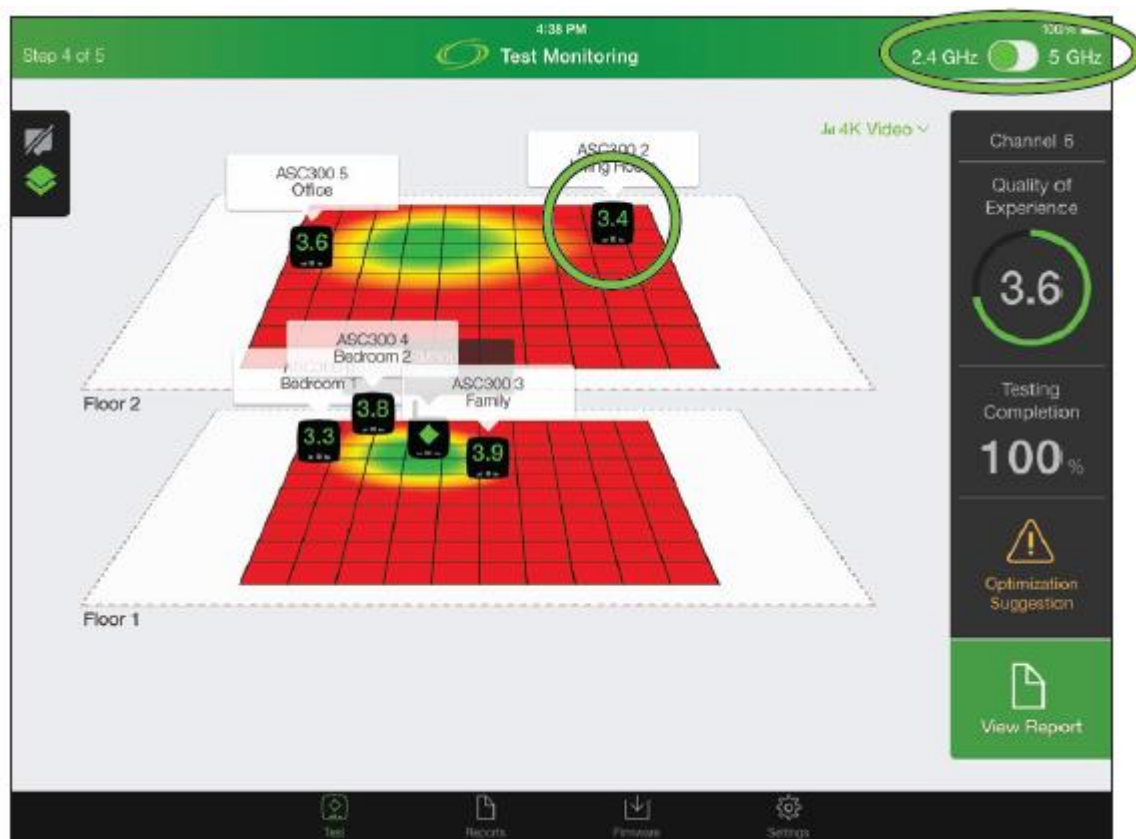 4:38 PM
100%
Step 4 of 5
Test Monitoring
2.4 GHz
5 GHz
4K Video
Channel 6
Quality of
Experience
3.6
Testing
Completion
100 %
Optimization
Suggestion
View Report
ASC300 5
Office
3.6
ASC300 2
3.4
Floor 2
ASC300 4
Bedroom 2
Bedroom 1
ASC300 3
Family
3.8
3.3
3.9
Floor 1
Test
Reports
Firmware
Settings